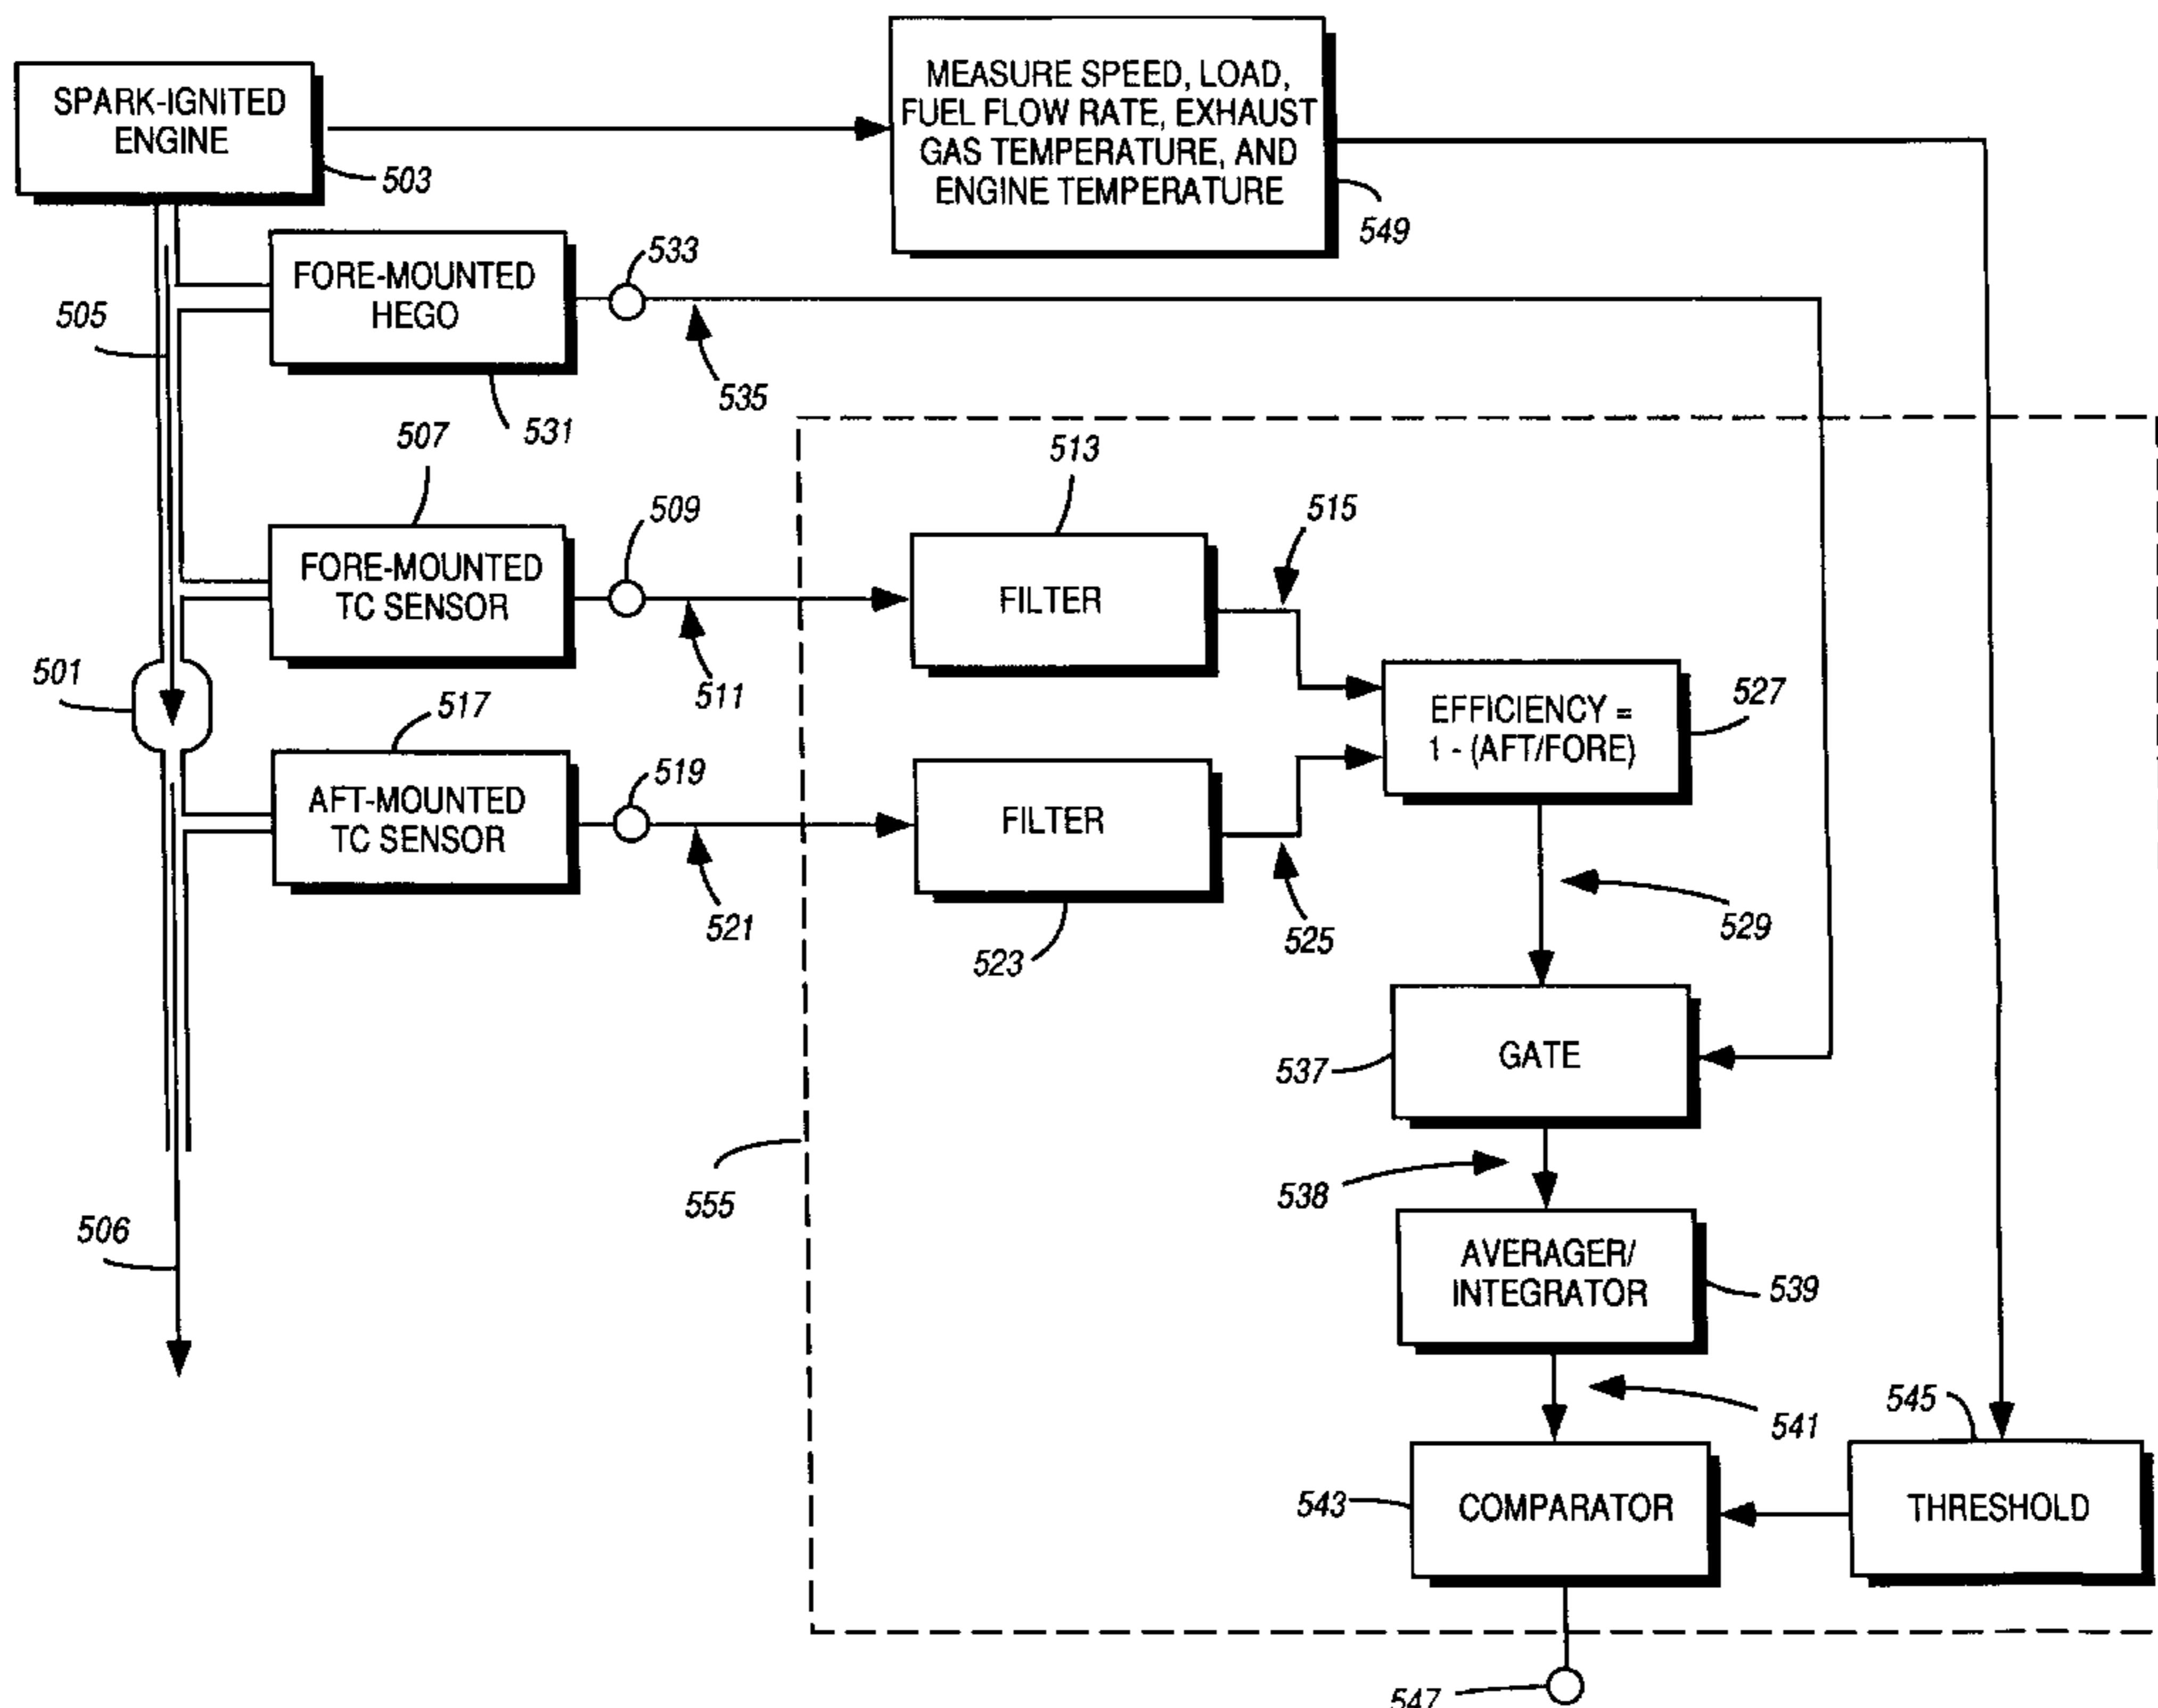 SPARK-IGNITED
ENGINE
503
MEASURE SPEED, LOAD,
FUEL FLOW RATE, EXHAUST
GAS TEMPERATURE, AND
ENGINE TEMPERATURE
549
505
FORE-MOUNTED
HEGO
533
535
531
507
509
FORE-MOUNTED
TC SENSOR
511
513
FILTER
515
501
517
519
AFT-MOUNTED
TC SENSOR
521
FILTER
523
525
EFFICIENCY =
1 - (AFT/FORE)
527
529
GATE
537
538
555
506
AVERAGER/
INTEGRATOR
539
541
545
543
COMPARATOR
THRESHOLD
547